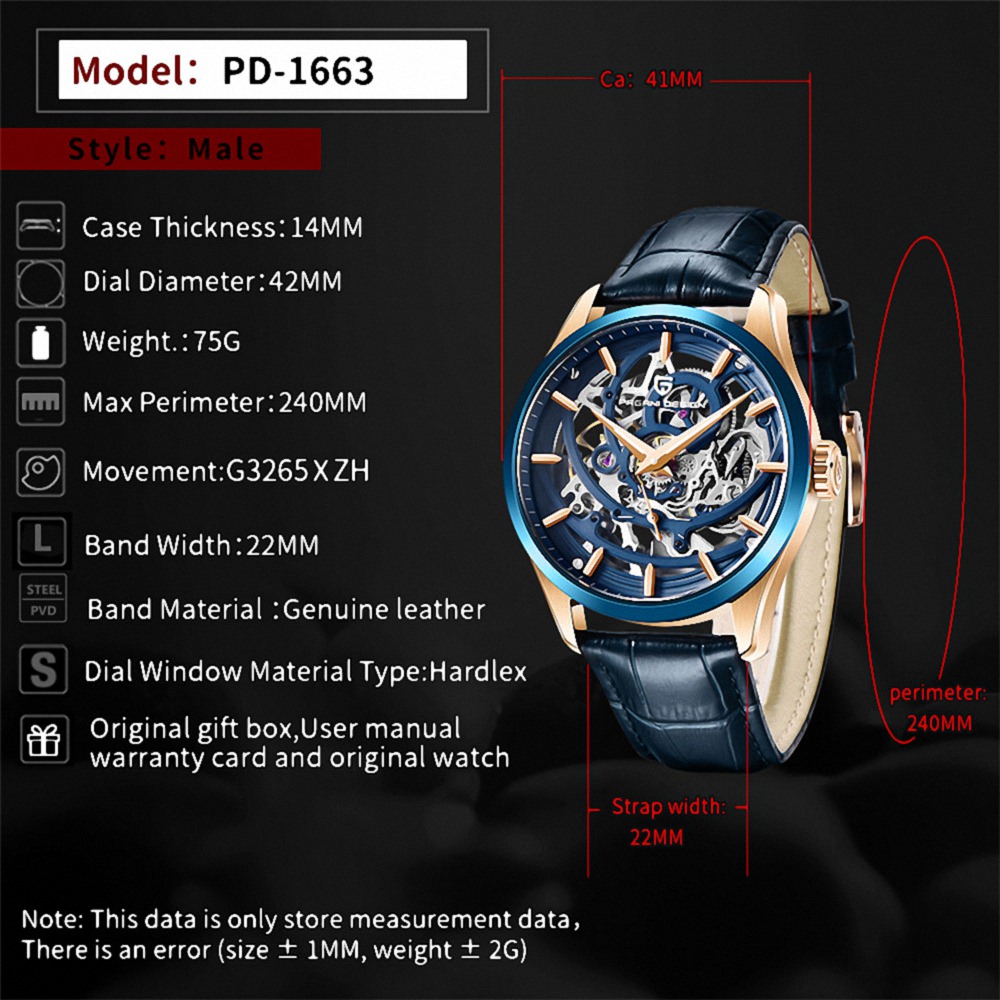 Model: PD-1663
Ca: 41MM
Style: Male
Case Thickness:14MM
Dial Diameter:42MM
Weight.:75G
Max Perimeter:240MM
Movement:G3265XZH
L
Band Width:22MM
STEEL
PVD
Band Material :Genuine leather
S
Dial Window Material Type:Hardlex
Original gift box,User manual
warranty card and original watch
PAGANI DESIGN
perimeter:
240MM
Strap width:
22MM
Note: This data is only store measurement data,
There is an error (size ± 1MM, weight ± 2G)